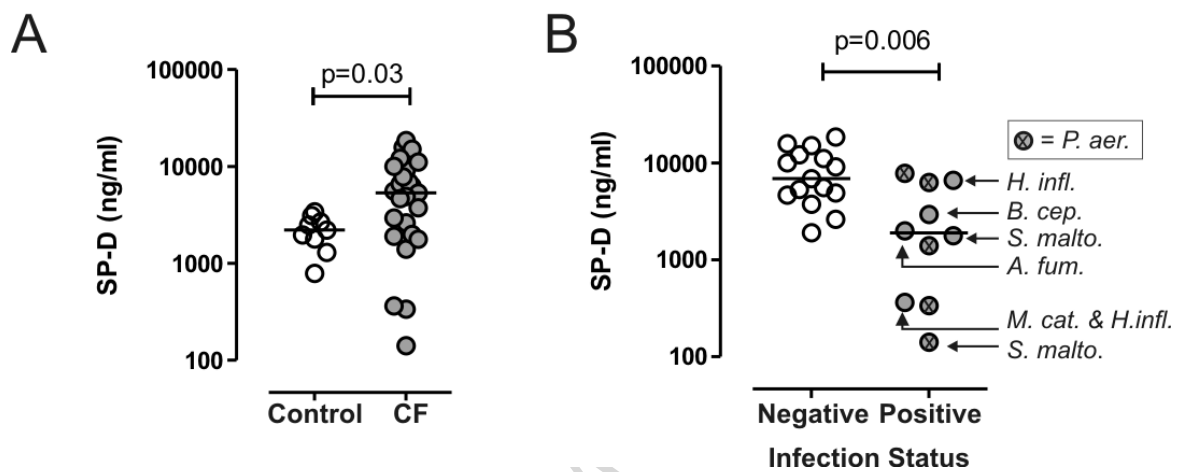 A
p=0.03
100000
10000
1000
100
SP-D (ng/ml)
Control CF
B
p=0.006
100000
10000
1000
100
SP-D (ng/ml)
= P. aer.
H. infl.
B. cep.
S. malto.
A. fum.
M. cat. & H.infl.
S. malto.
Negative Positive
Infection Status